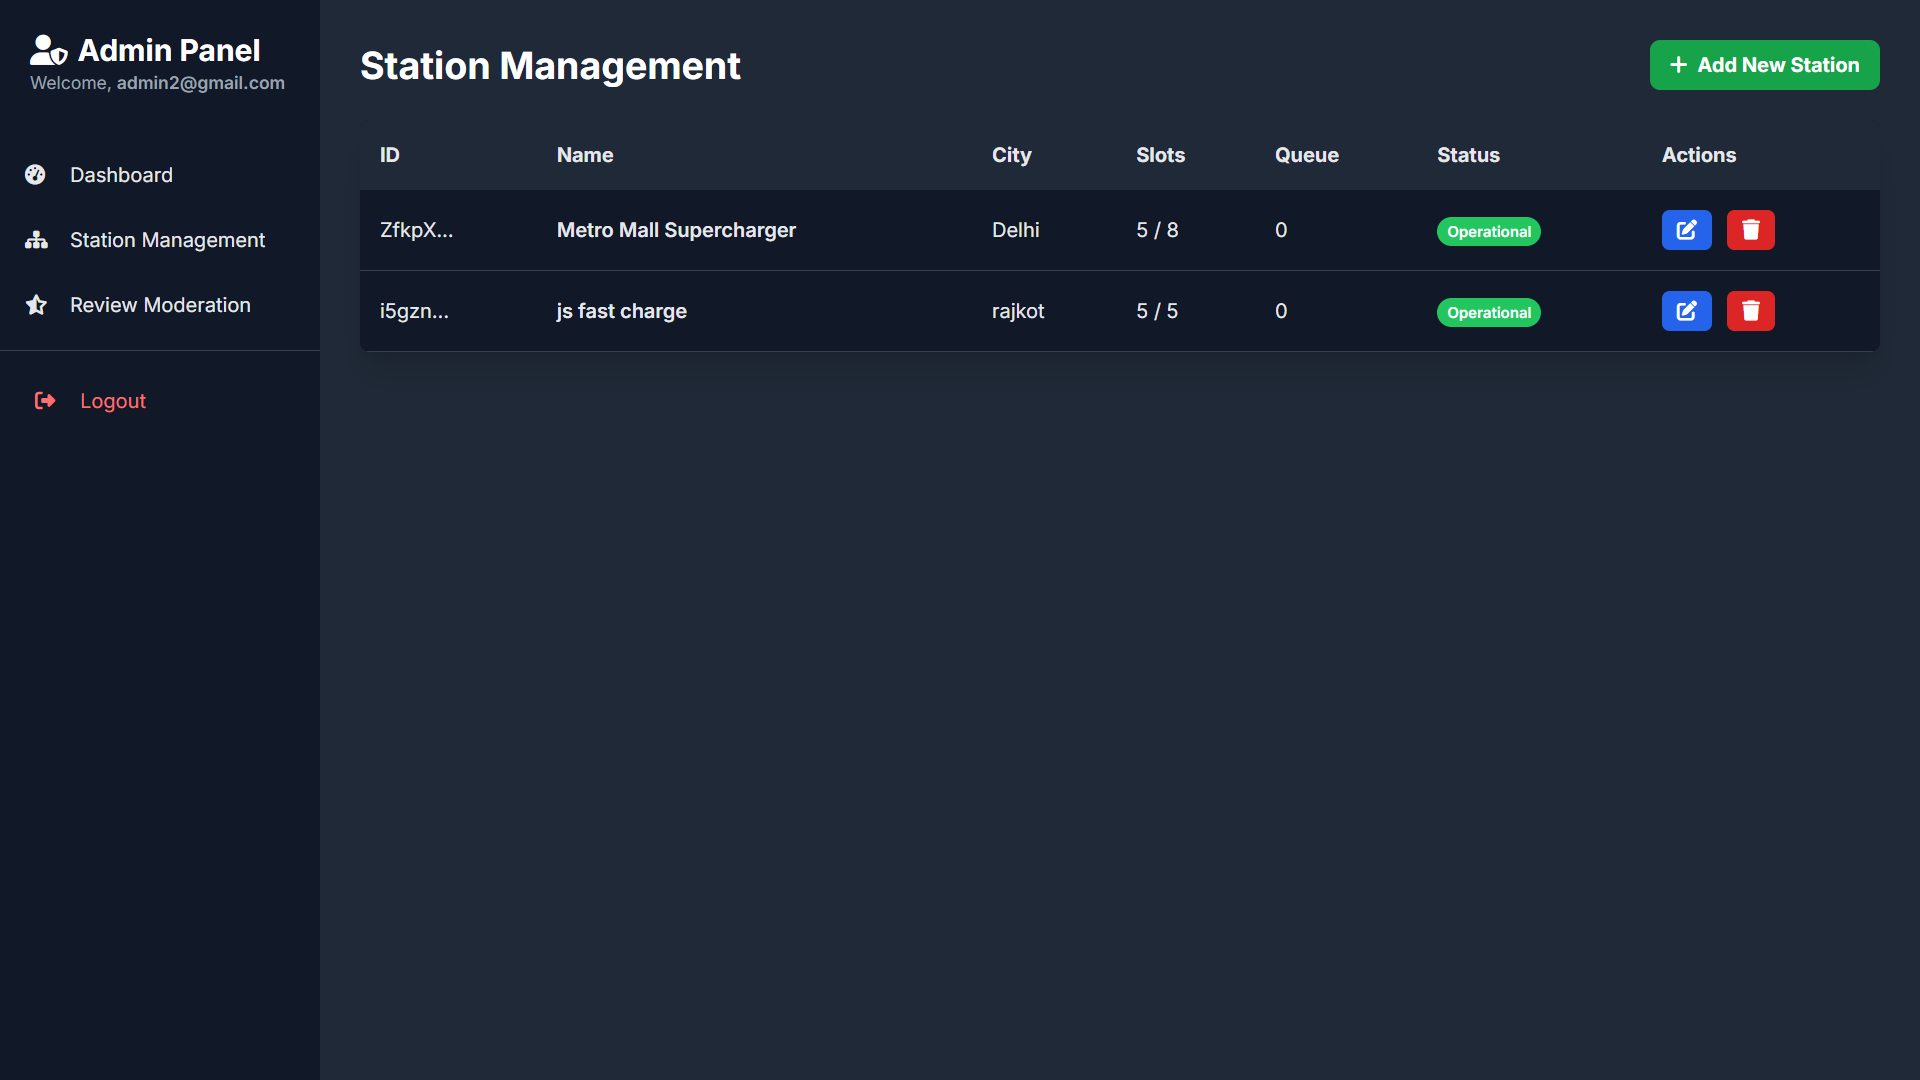 Admin Panel
Welcome, admin2@gmail.com
Dashboard
Station Management
Review Moderation
Logout
Station Management
Add New Station
ID Name City Slots Queue Status Actions
ZfkpX... Metro Mall Supercharger Delhi 5 / 8 0 Operational
i5gzn... js fast charge rajkot 5 / 5 0 Operational